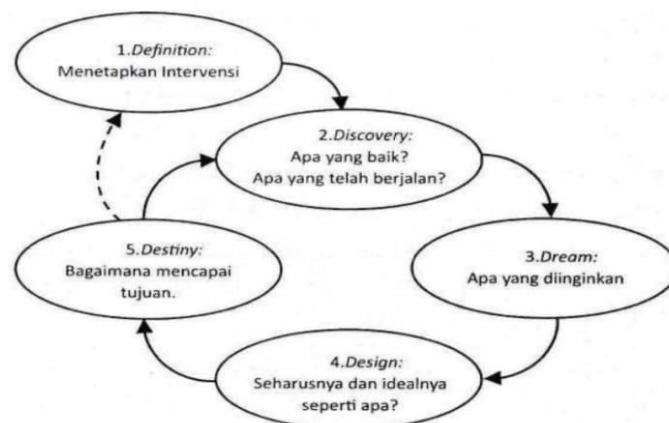 1.Definition:
Menetapkan Intervensi
2.Discovery:
Apa yang baik?
Apa yang telah berjalan?
3.Dream:
Apa yang diinginkan
4.Design:
Seharusnya dan idealnya
seperti apa?
5.Destiny:
Bagaimana mencapai
tujuan.